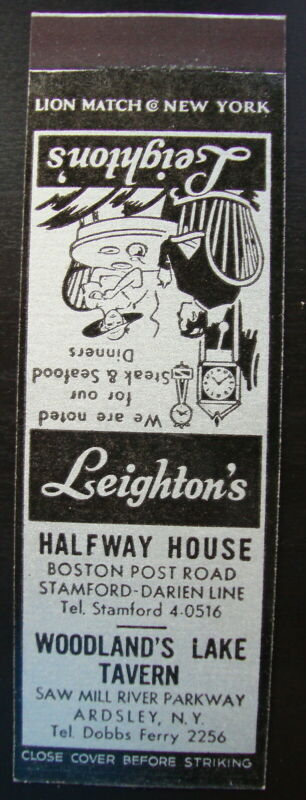 LION MATCH Co NEW YORK
Leighton's
We are noted
for our
Steak & Seafood
Dinners
Leighton's
HALFWAY HOUSE
BOSTON POST ROAD
STAMFORD-DARIEN LINE
Tel. Stamford 4-0516
WOODLAND'S LAKE
TAVERN
SAW MILL RIVER PARKWAY
ARDSLEY, N.Y.
Tel. Dobbs Ferry 2256
CLOSE COVER BEFORE STRIKING